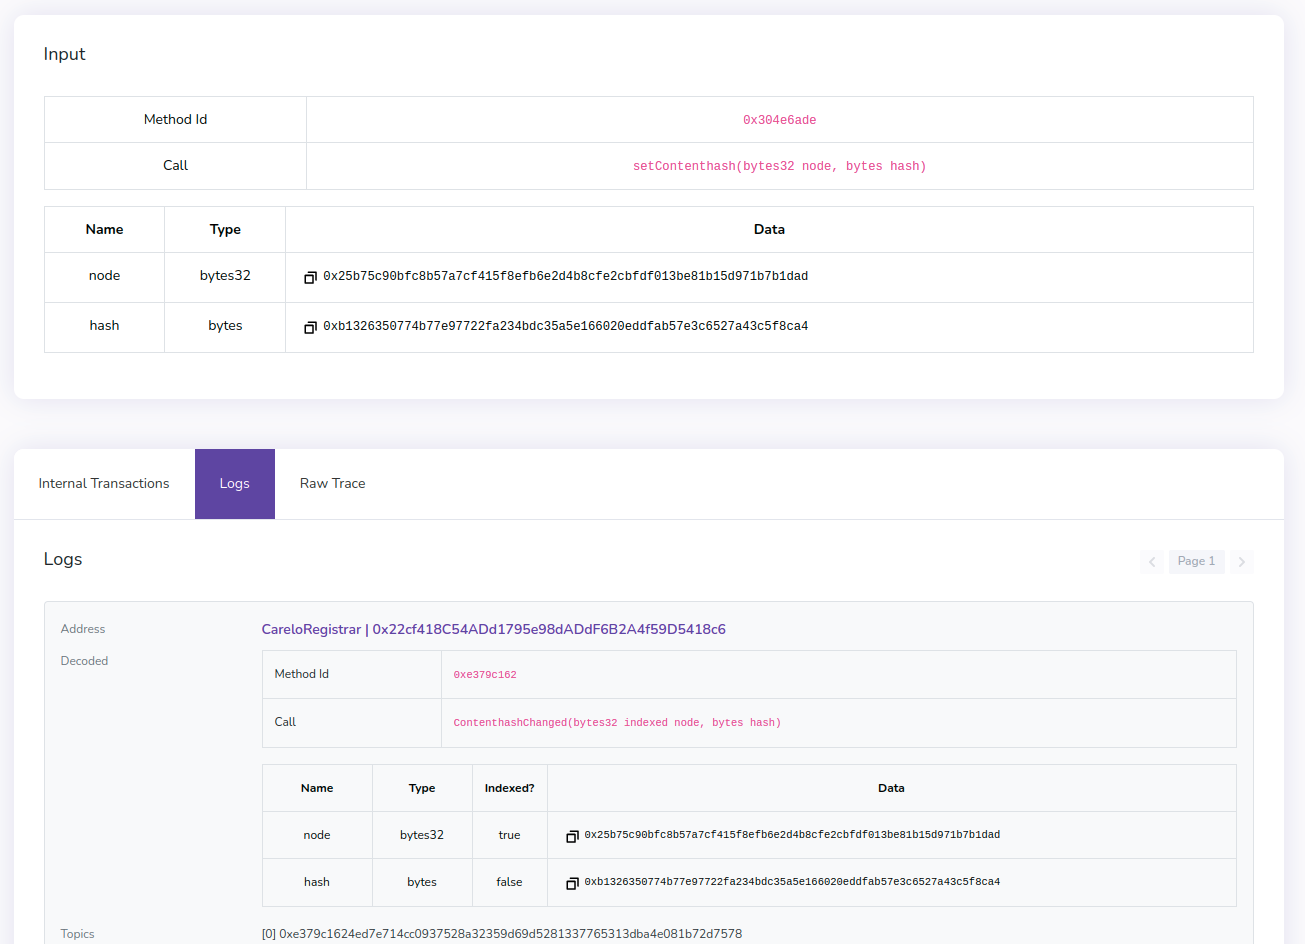 Input
Method Id 0x304e6ade
Call setContenthash(bytes32 node, bytes hash)
Name Type Data
node bytes32 0x25b75c90bfc8b57a7cf415f8efb6e2d4b8cfe2cbfdf013be81b15d971b7b1dad
hash bytes 0xb1326350774b77e97722fa234bdc35a5e166020eddfab57e3c6527a43c5f8ca4
Internal Transactions Logs Raw Trace
Logs
Page 1
Address CareloRegistrar | 0x22cf418C54ADd1795e98dADdF6B2A4f59D5418c6
Decoded
Method Id 0xe379c162
Call ContenthashChanged(bytes32 indexed node, bytes hash)
Name Type Indexed? Data
node bytes32 true 0x25b75c90bfc8b57a7cf415f8efb6e2d4b8cfe2cbfdf013be81b15d971b7b1dad
hash bytes false 0xb1326350774b77e97722fa234bdc35a5e166020eddfab57e3c6527a43c5f8ca4
Topics [0] 0xe379c1624ed7e714cc0937528a32359d69d5281337765313dba4e081b72d7578